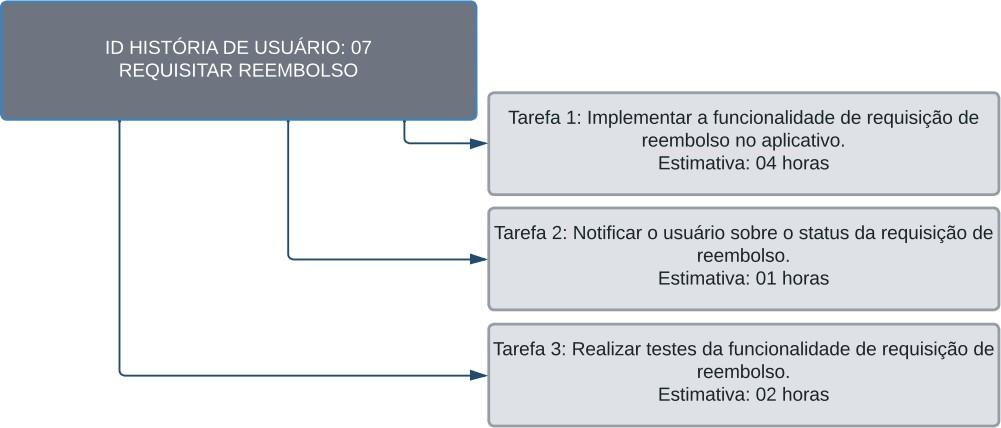 ID HISTÓRIA DE USUÁRIO: 07
REQUISITAR REEMBOLSO
Tarefa 1: Implementar a funcionalidade de requisição de
reembolso no aplicativo.
Estimativa: 04 horas
Tarefa 2: Notificar o usuário sobre o status da requisição de
reembolso.
Estimativa: 01 horas
Tarefa 3: Realizar testes da funcionalidade de requisição de
reembolso.
Estimativa: 02 horas